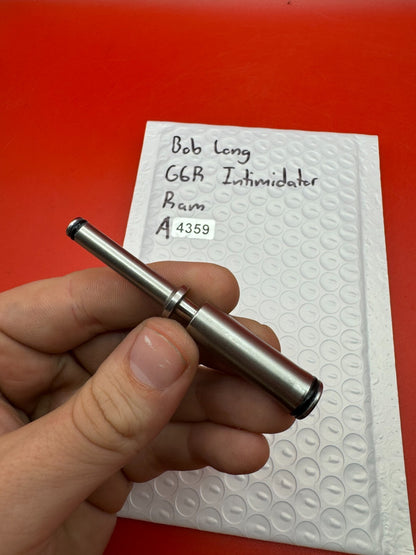 Bob Long
G6R Intimidator
Ram
A 4359